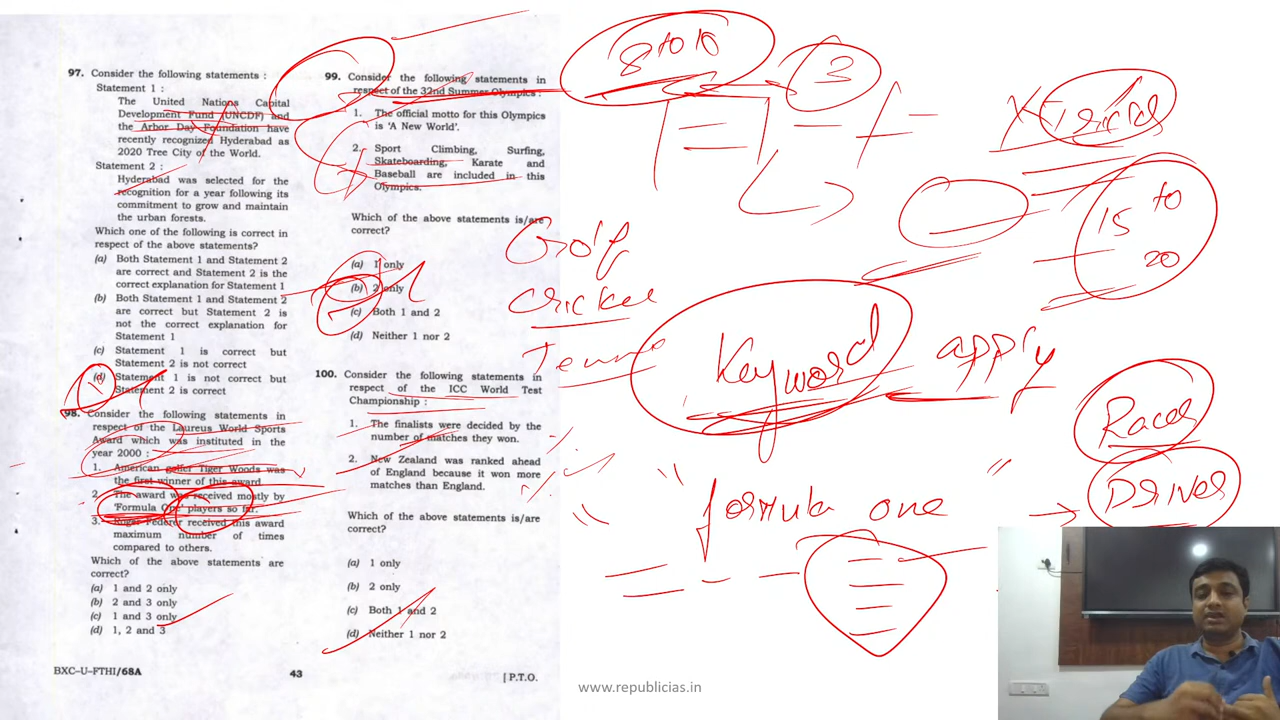 97. Consider the following statements :
Statement 1 :
The United Nations Capital
Development Fund (UNCDF) and
the Arbor Day Foundation have
recently recognized Hyderabad as
2020 Tree City of the World.
Statement 2 :
Hyderabad was selected for the
recognition for a year following its
commitment to grow and maintain
the urban forests.
Which one of the following is correct in
respect of the above statements?
(a) Both Statement 1 and Statement 2
are correct and Statement 2 is the
correct explanation for Statement 1
(b) Both Statement 1 and Statement 2
are correct but Statement 2 is
not the correct explanation for
Statement 1
(c) Statement 1 is correct but
Statement 2 is not correct
(d) Statement 1 is not correct but
Statement 2 is correct
98. Consider the following statements in
respect of the Laureus World Sports
Award which was instituted in the
year 2000 :
1. American golfer Tiger Woods was
the first winner of this award.
2. The award was received mostly by
'Formula One' players so far.
3. Roger Federer received this award
maximum number of times
compared to others.
Which of the above statements are
correct?
(a) 1 and 2 only
(b) 2 and 3 only
(c) 1 and 3 only
(d) 1, 2 and 3
BXC-U-FTHI/68A
99. Consider the following statements in
respect of the 32nd Summer Olympics :
1. The official motto for this Olympics
is 'A New World'.
2. Sport Climbing, Surfing,
Skateboarding, Karate and
Baseball are included in this
Olympics.
Which of the above statements is/are
correct?
(a) 1 only
(b) 2 only
(c) Both 1 and 2
(d) Neither 1 nor 2
100. Consider the following statements in
respect of the ICC World Test
Championship :
1. The finalists were decided by the
number of matches they won.
2. New Zealand was ranked ahead
of England because it won more
matches than England.
Which of the above statements is/are
correct?
(a) 1 only
(b) 2 only
(c) Both 1 and 2
(d) Neither 1 nor 2
43
[ P.T.O.
8 to 10
3
15 to
20
Golf
cricket
Keyword apply
Races
" "
formula one → Driver
www.republicias.in